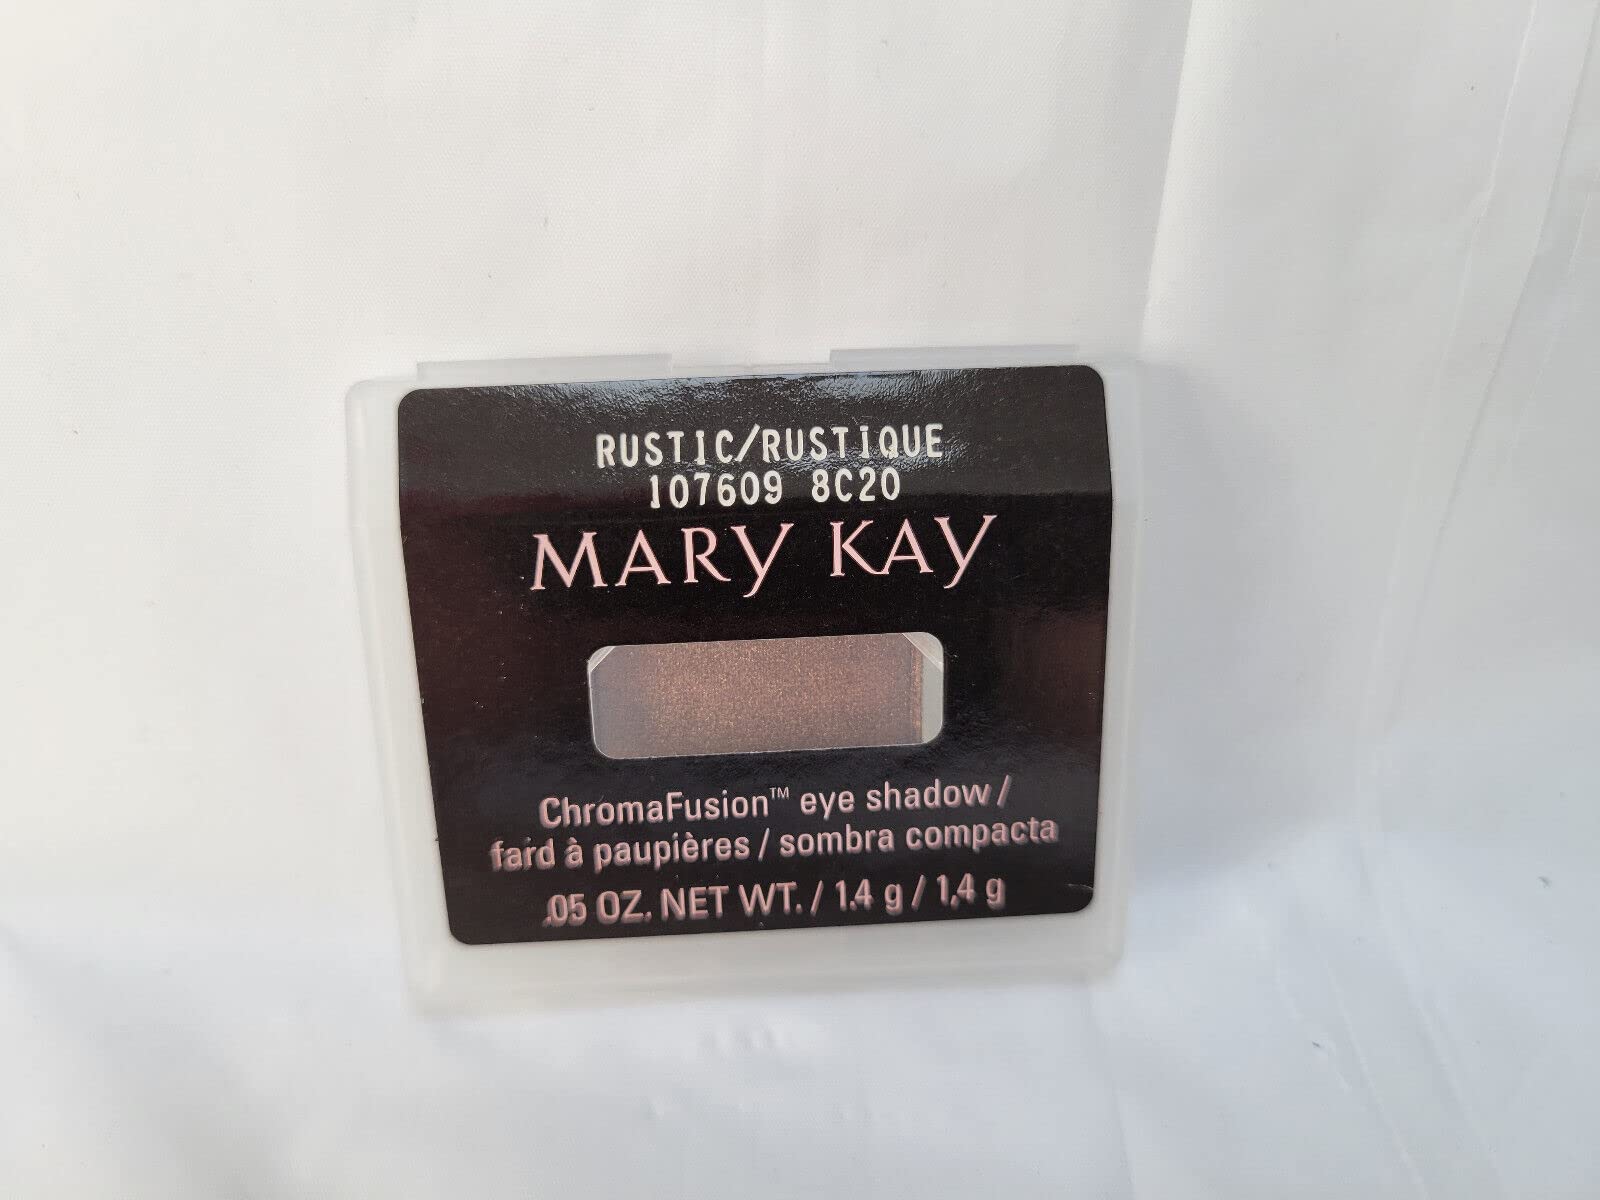 RUSTIC/RUSTIQUE
107609 8C20
MARY KAY
ChromaFusion™ eye shadow /
fard à paupières / sombra compacta
.05 OZ. NET WT. / 1.4 g / 1,4 g